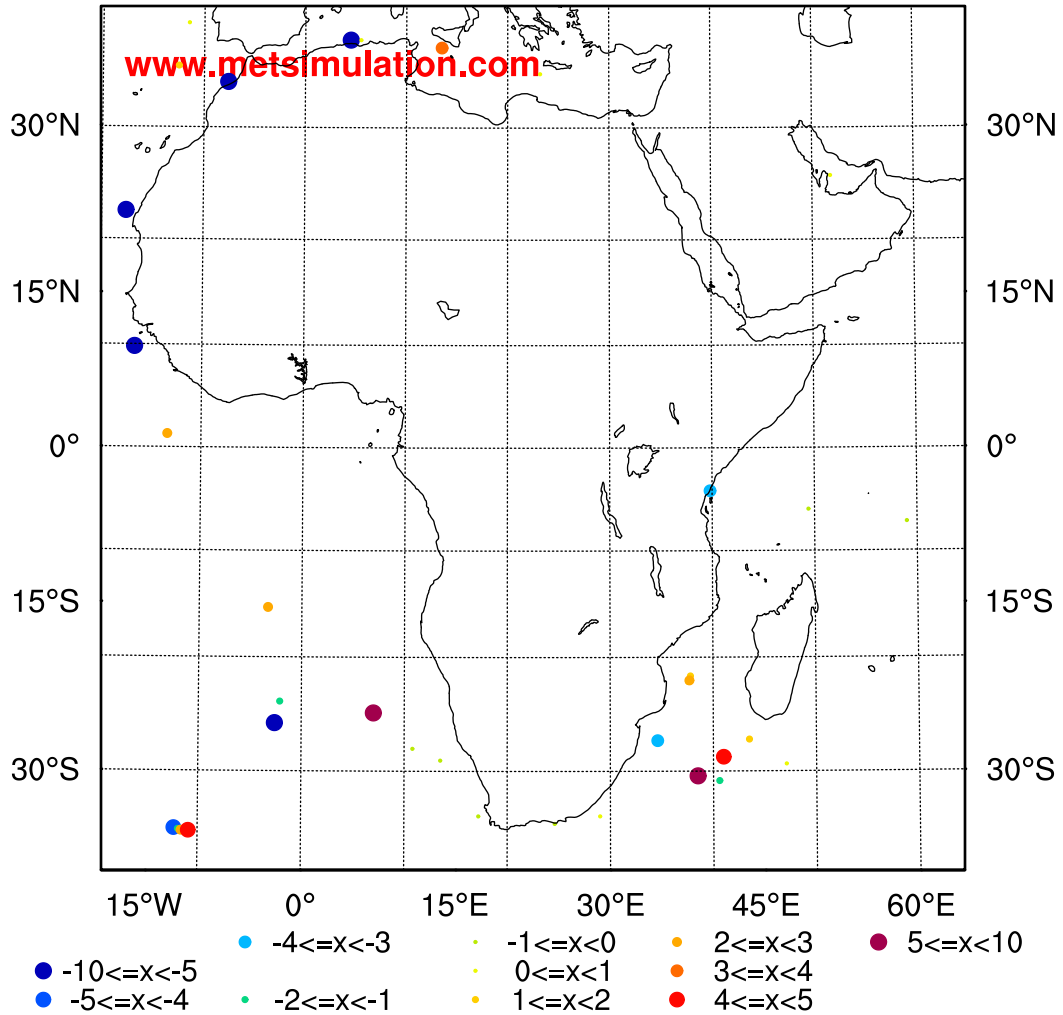 www.metsimulation.com
30°N 30°N
15°N 15°N
0° 0°
15°S 15°S
30°S 30°S
15°W 0° 15°E 30°E 45°E 60°E
-4<=x<-3 -1<=x<0 2<=x<3 5<=x<10
-10<=x<-5 0<=x<1 3<=x<4
-5<=x<-4 -2<=x<-1 1<=x<2 4<=x<5